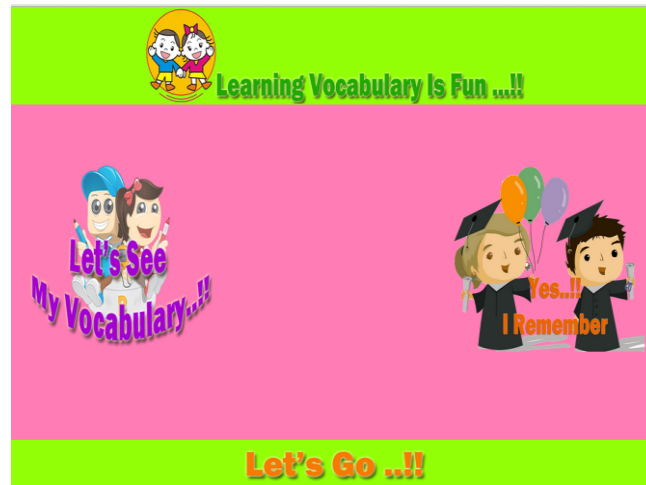 Learning Vocabulary Is Fun ...!!
Let's See
My Vocabulary..!!
Yes..!!
I Remember
Let's Go ..!!